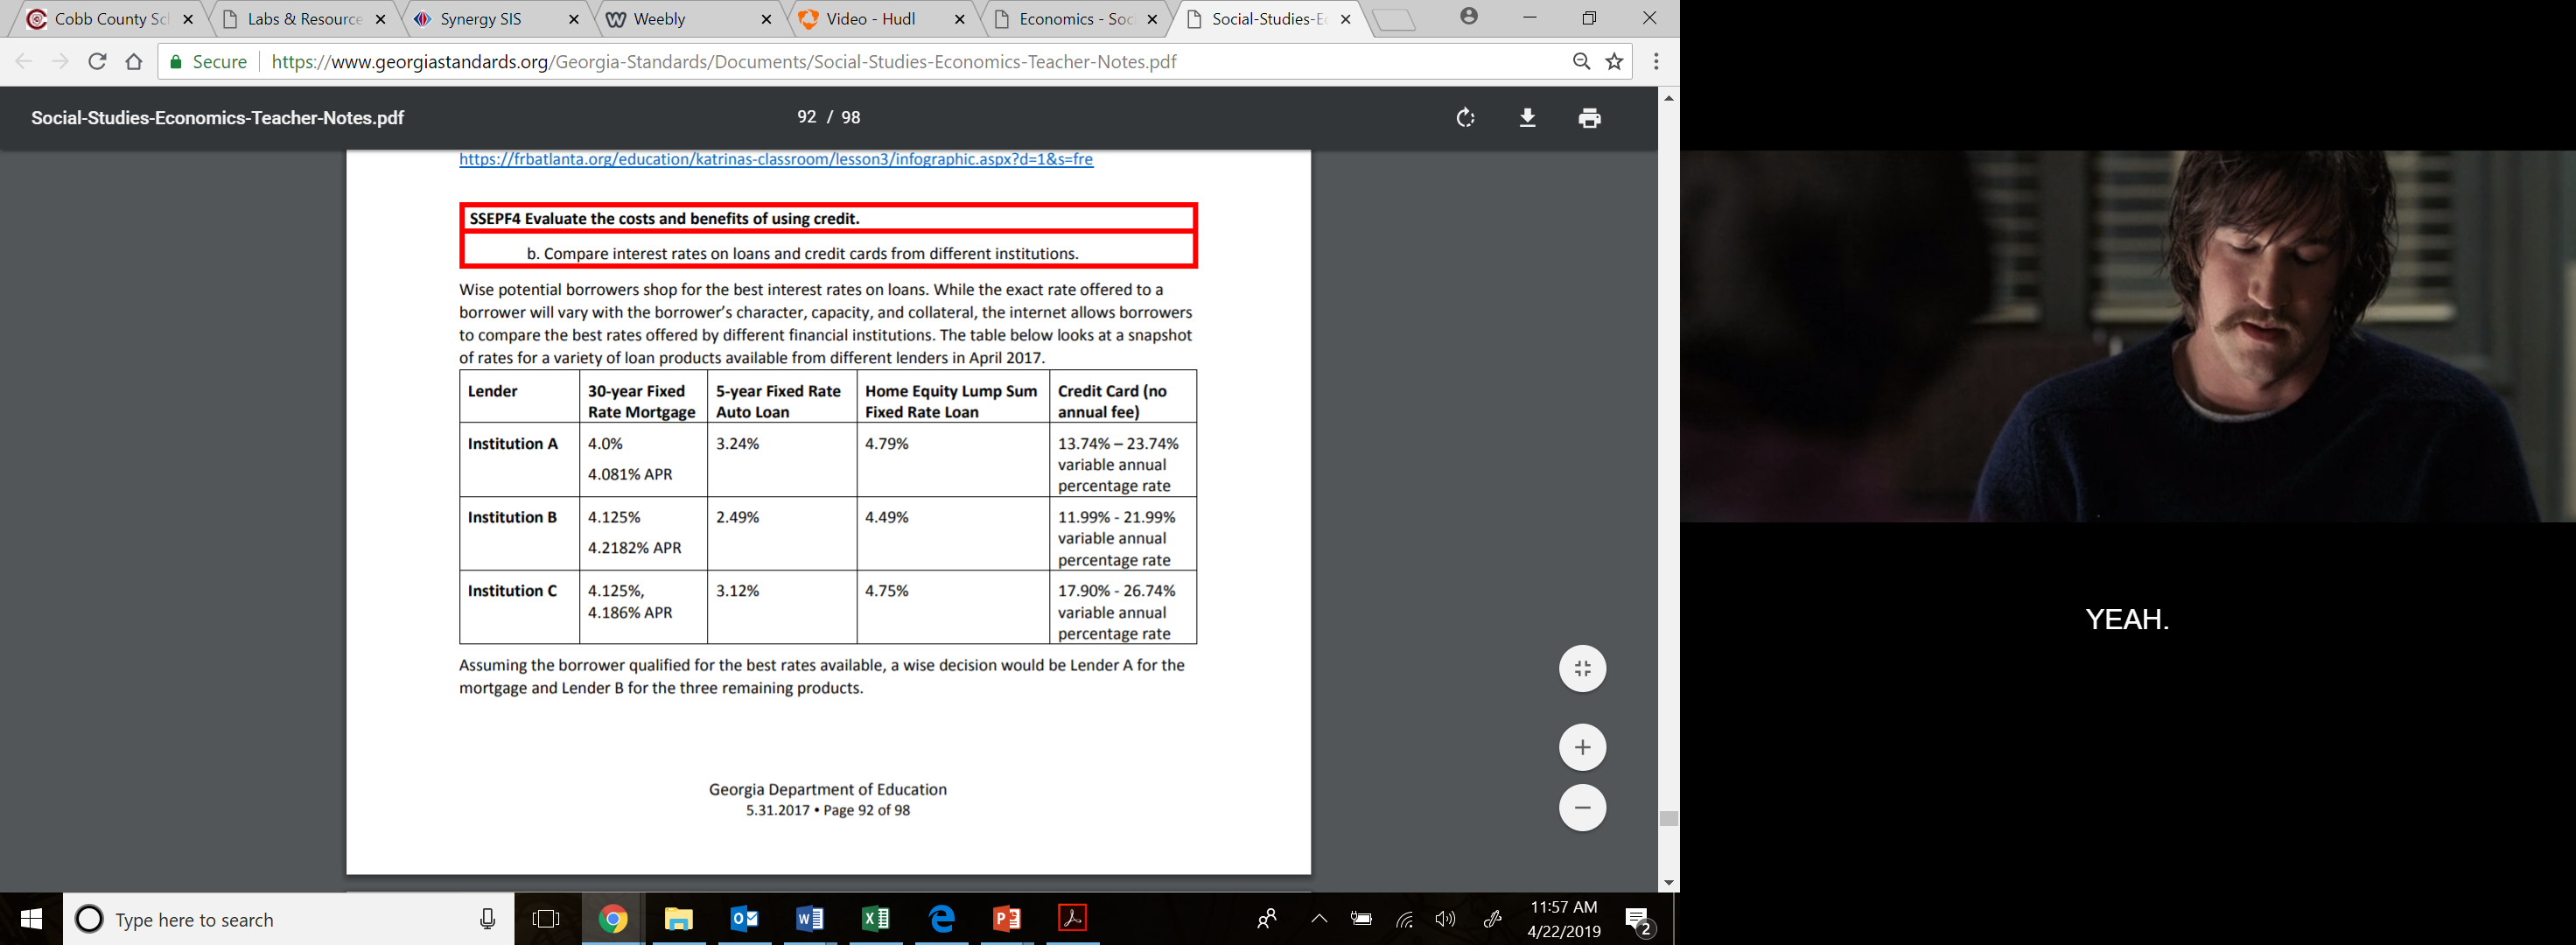 Cobb County Sc
Labs & Resource
Synergy SIS
Weebly
Video - Hudl
Economics - Soc
Social-Studies-E
Secure
https://www.georgiastandards.org/Georgia-Standards/Documents/Social-Studies-Economics-Teacher-Notes.pdf
Social-Studies-Economics-Teacher-Notes.pdf
92 / 98
https://frbatlanta.org/education/katrinas-classroom/lesson3/infographic.aspx?d=1&s=fre
SSEPF4 Evaluate the costs and benefits of using credit.
b. Compare interest rates on loans and credit cards from different institutions.
Wise potential borrowers shop for the best interest rates on loans. While the exact rate offered to a
borrower will vary with the borrower's character, capacity, and collateral, the internet allows borrowers
to compare the best rates offered by different financial institutions. The table below looks at a snapshot
of rates for a variety of loan products available from different lenders in April 2017.
Lender
30-year Fixed
Rate Mortgage
5-year Fixed Rate
Auto Loan
Home Equity Lump Sum
Fixed Rate Loan
Credit Card (no
annual fee)
Institution A
4.0%
4.081% APR
3.24%
4.79%
13.74% – 23.74%
variable annual
percentage rate
Institution B
4.125%
4.2182% APR
2.49%
4.49%
11.99% - 21.99%
variable annual
percentage rate
Institution C
4.125%,
4.186% APR
3.12%
4.75%
17.90% - 26.74%
variable annual
percentage rate
Assuming the borrower qualified for the best rates available, a wise decision would be Lender A for the
mortgage and Lender B for the three remaining products.
Georgia Department of Education
5.31.2017 • Page 92 of 98
YEAH.
Type here to search
11:57 AM
4/22/2019
2